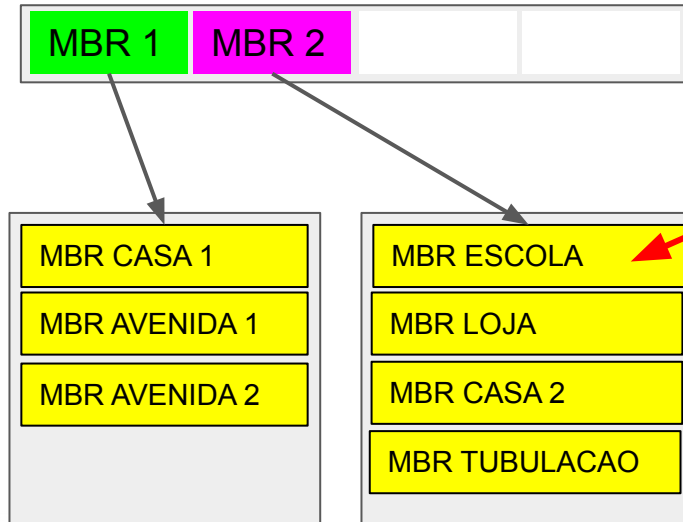 MBR 1
MBR 2
MBR CASA 1
MBR AVENIDA 1
MBR AVENIDA 2
MBR ESCOLA
MBR LOJA
MBR CASA 2
MBR TUBULACAO